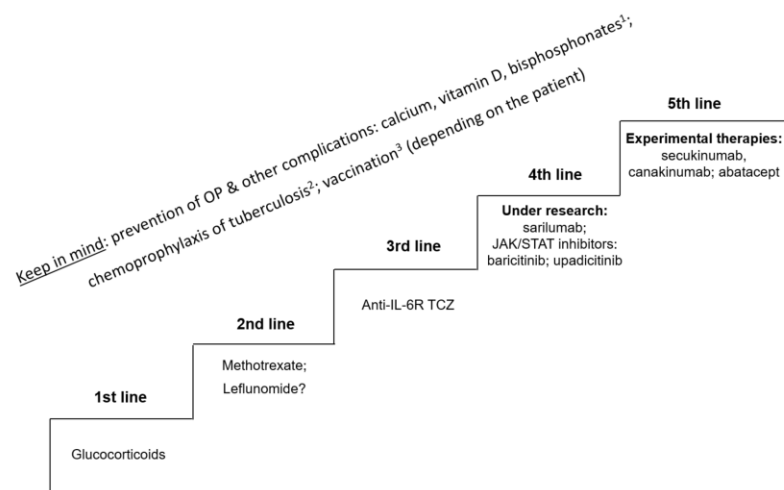 Keep in mind: prevention of OP & other complications: calcium, vitamin D, bisphosphonates¹;
chemoprophylaxis of tuberculosis²; vaccination³ (depending on the patient)
5th line
Experimental therapies:
secukinumab,
canakinumab; abatacept
4th line
Under research:
sarilumab;
JAK/STAT inhibitors:
baricitinib; upadicitinib
3rd line
Anti-IL-6R TCZ
2nd line
Methotrexate;
Leflunomide?
1st line
Glucocorticoids